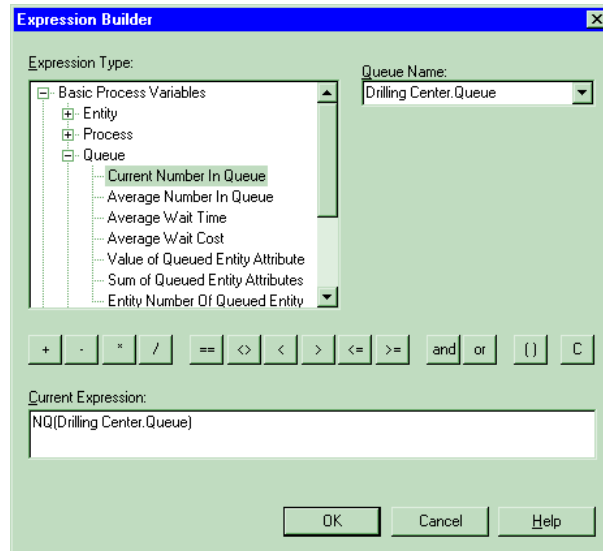 Expression Builder
Expression Type:
Queue Name:
Drilling Center.Queue
Basic Process Variables
Entity
Process
Queue
Current Number In Queue
Average Number In Queue
Average Wait Time
Average Wait Cost
Value of Queued Entity Attribute
Sum of Queued Entity Attributes
Entity Number Of Queued Entity
+ - * / == <> < > <= >= and or () C
Current Expression:
NQ(Drilling Center.Queue)
OK Cancel Help